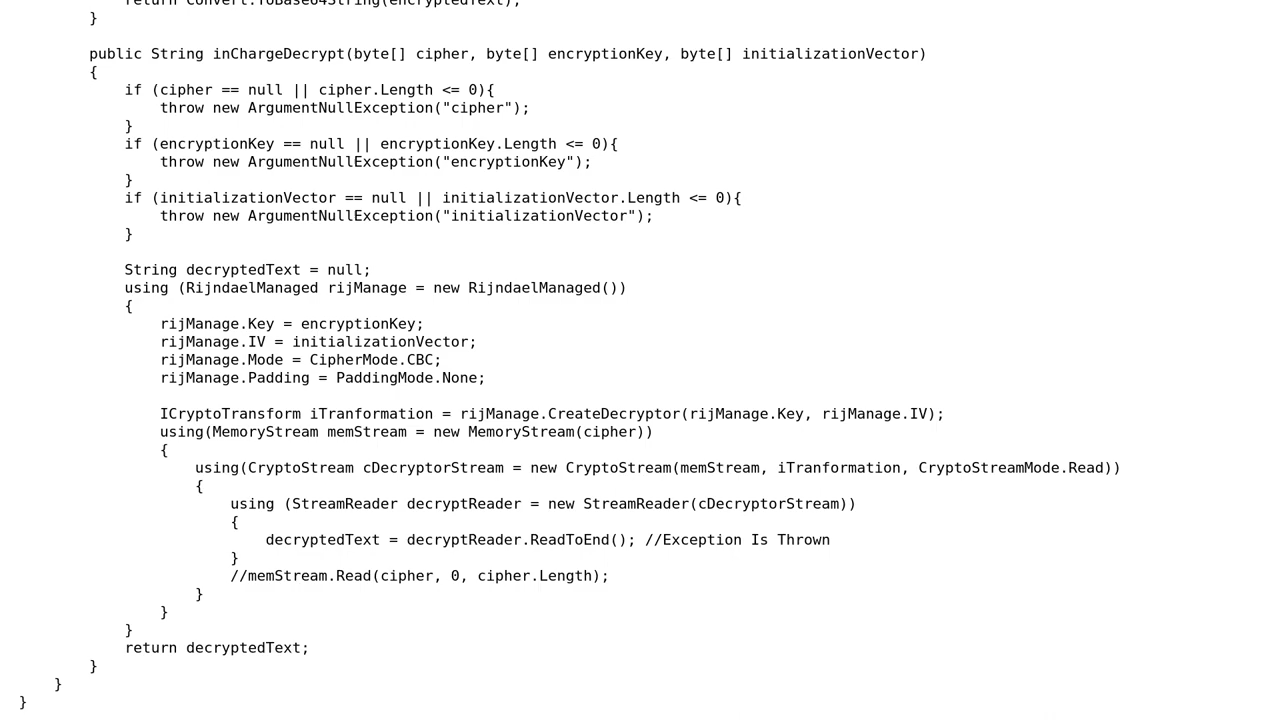 return Convert.ToBase64String(encryptedText);
}
public String inChargeDecrypt(byte[] cipher, byte[] encryptionKey, byte[] initializationVector)
{
if (cipher == null || cipher.Length <= 0){
throw new ArgumentNullException("cipher");
}
if (encryptionKey == null || encryptionKey.Length <= 0){
throw new ArgumentNullException("encryptionKey");
}
if (initializationVector == null || initializationVector.Length <= 0){
throw new ArgumentNullException("initializationVector");
}
String decryptedText = null;
using (RijndaelManaged rijManage = new RijndaelManaged())
{
rijManage.Key = encryptionKey;
rijManage.IV = initializationVector;
rijManage.Mode = CipherMode.CBC;
rijManage.Padding = PaddingMode.None;
ICryptoTransform iTranformation = rijManage.CreateDecryptor(rijManage.Key, rijManage.IV);
using(MemoryStream memStream = new MemoryStream(cipher))
{
using(CryptoStream cDecryptorStream = new CryptoStream(memStream, iTranformation, CryptoStreamMode.Read))
{
using (StreamReader decryptReader = new StreamReader(cDecryptorStream))
{
decryptedText = decryptReader.ReadToEnd(); //Exception Is Thrown
}
//memStream.Read(cipher, 0, cipher.Length);
}
}
}
return decryptedText;
}
}
}